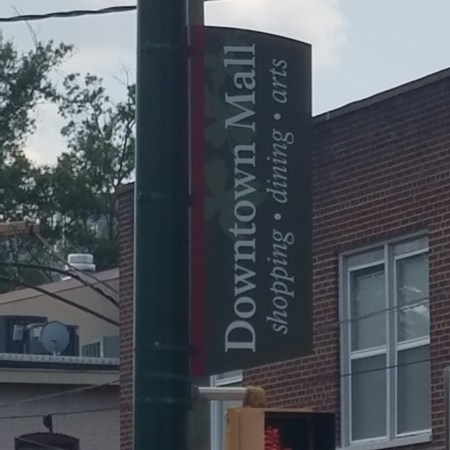 Downtown Mall
shopping • dining • arts